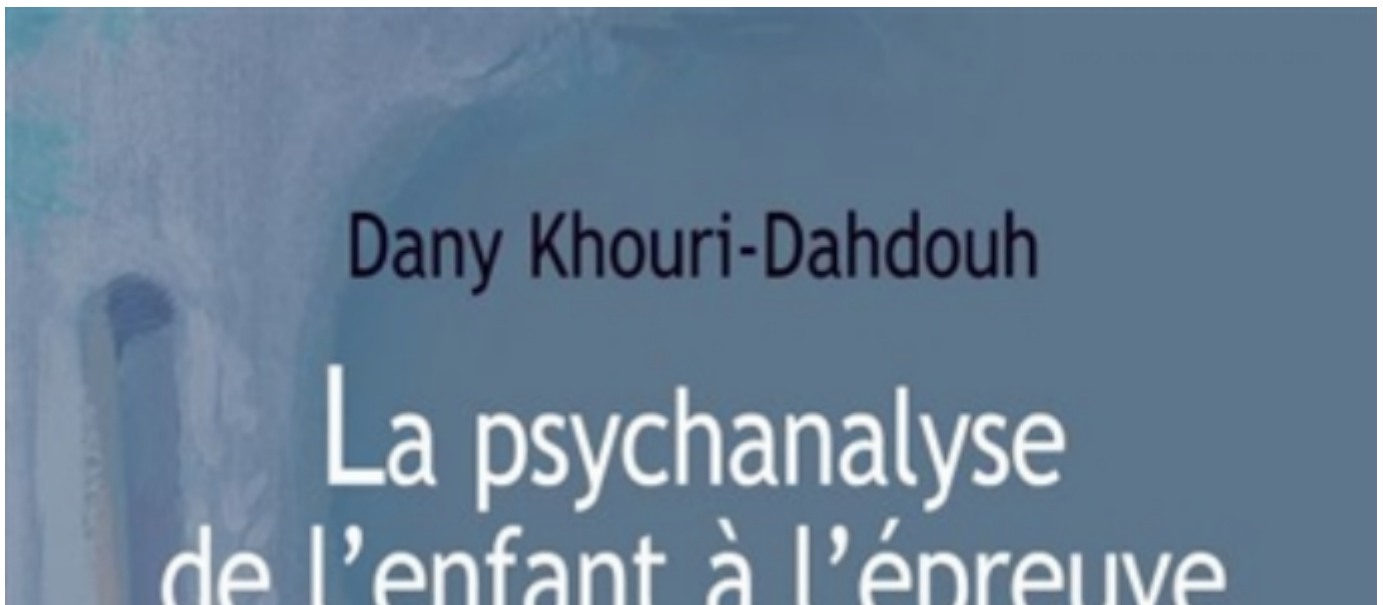 Dany Khouri-Dahdouh
La psychanalyse
de l’enfant à l’épreuve